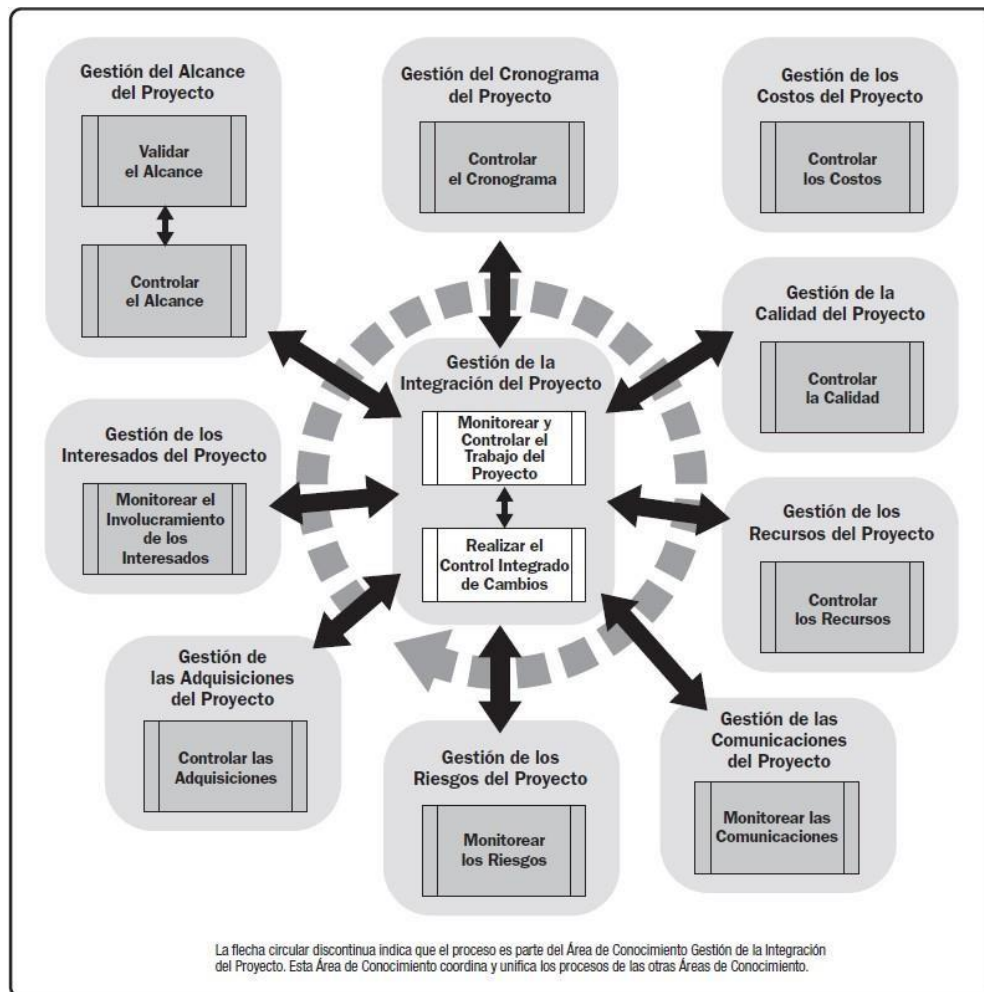 Gestión del Alcance
del Proyecto
Validar
el Alcance
Controlar
el Alcance
Gestión del Cronograma
del Proyecto
Controlar
el Cronograma
Gestión de los
Costos del Proyecto
Controlar
los Costos
Gestión de la
Calidad del Proyecto
Controlar
la Calidad
Gestión de la
Integración del Proyecto
Monitorear y
Controlar el
Trabajo del
Proyecto
Realizar el
Control Integrado
de Cambios
Gestión de los
Interesados del Proyecto
Monitorear el
Involucramiento
de los
Interesados
Gestión de los
Recursos del Proyecto
Controlar
los Recursos
Gestión de
las Adquisiciones
del Proyecto
Controlar las
Adquisiciones
Gestión de los
Riesgos del Proyecto
Monitorear
los Riesgos
Gestión de las
Comunicaciones
del Proyecto
Monitorear las
Comunicaciones
La flecha circular discontinua indica que el proceso es parte del Área de Conocimiento Gestión de la Integración
del Proyecto. Esta Área de Conocimiento coordina y unifica los procesos de las otras Áreas de Conocimiento.